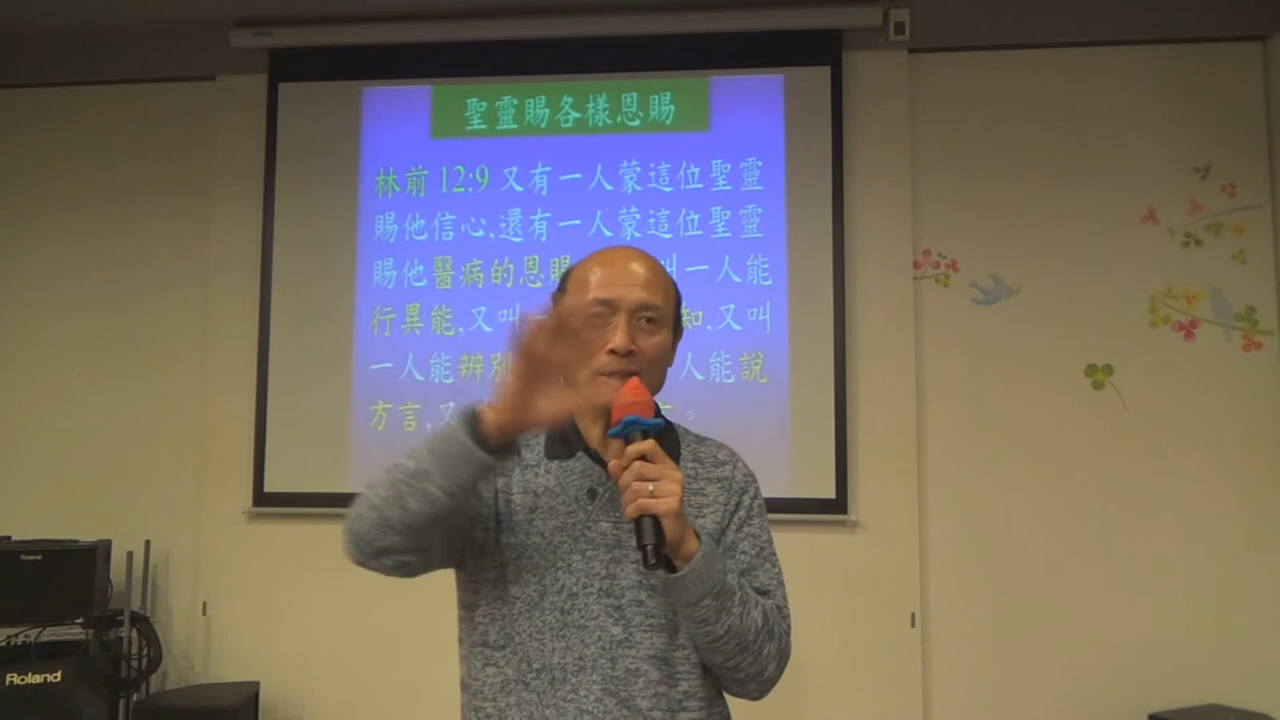 聖靈賜各樣恩賜
林前 12:9 又有一人蒙這位聖靈
賜他信心,還有一人蒙這位聖靈
賜他醫病的恩賜 叫一人能
行異能,又叫一 知,又叫
一人能辨別 人能說
方言,又 。
Roland
Roland